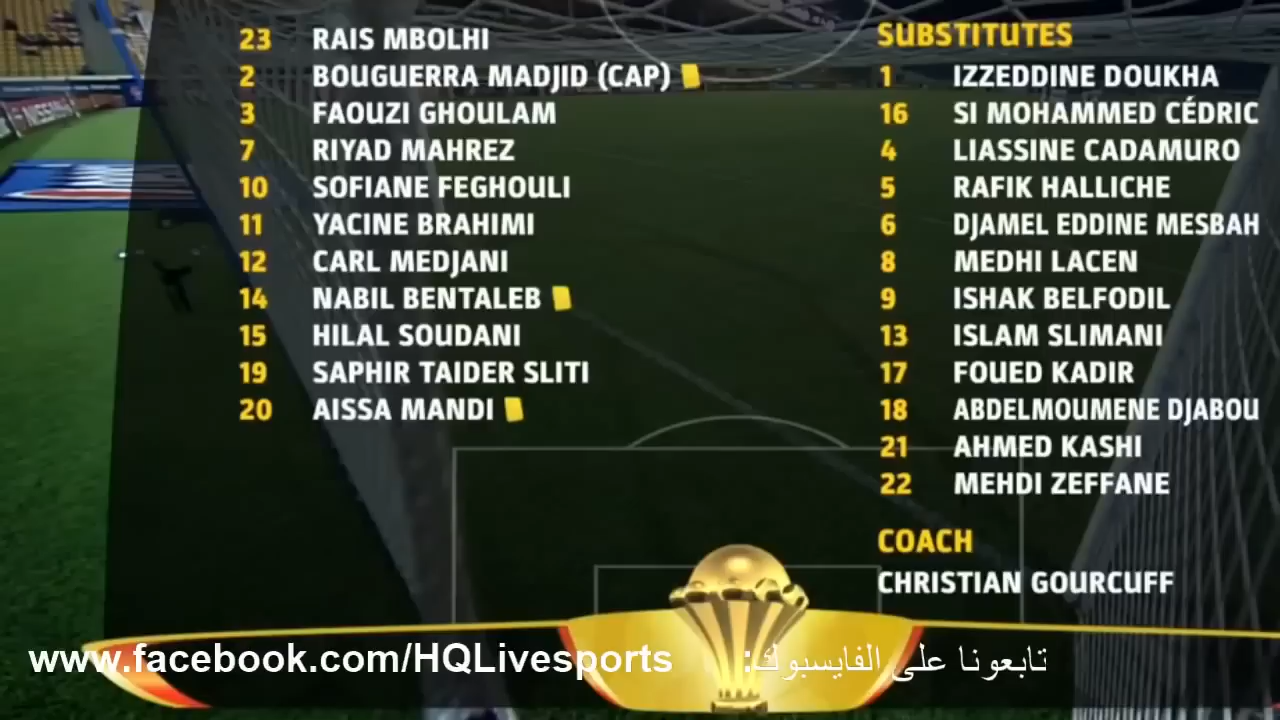 23 RAIS MBOLHI
2 BOUGUERRA MADJID (CAP)
3 FAOUZI GHOULAM
7 RIYAD MAHREZ
10 SOFIANE FEGHOULI
11 YACINE BRAHIMI
12 CARL MEDJANI
14 NABIL BENTALEB
15 HILAL SOUDANI
19 SAPHIR TAIDER SLITI
20 AISSA MANDI
SUBSTITUTES
1 IZZEDDINE DOUKHA
16 SI MOHAMMED CÉDRIC
4 LIASSINE CADAMURO
5 RAFIK HALLICHE
6 DJAMEL EDDINE MESBAH
8 MEDHI LACEN
9 ISHAK BELFODIL
13 ISLAM SLIMANI
17 FOUED KADIR
18 ABDELMOUMENE DJABOU
21 AHMED KASHI
22 MEHDI ZEFFANE
COACH
CHRISTIAN GOURCUFF
تابعونا على الفايسبوك: www.facebook.com/HQLivesports
NISSAN